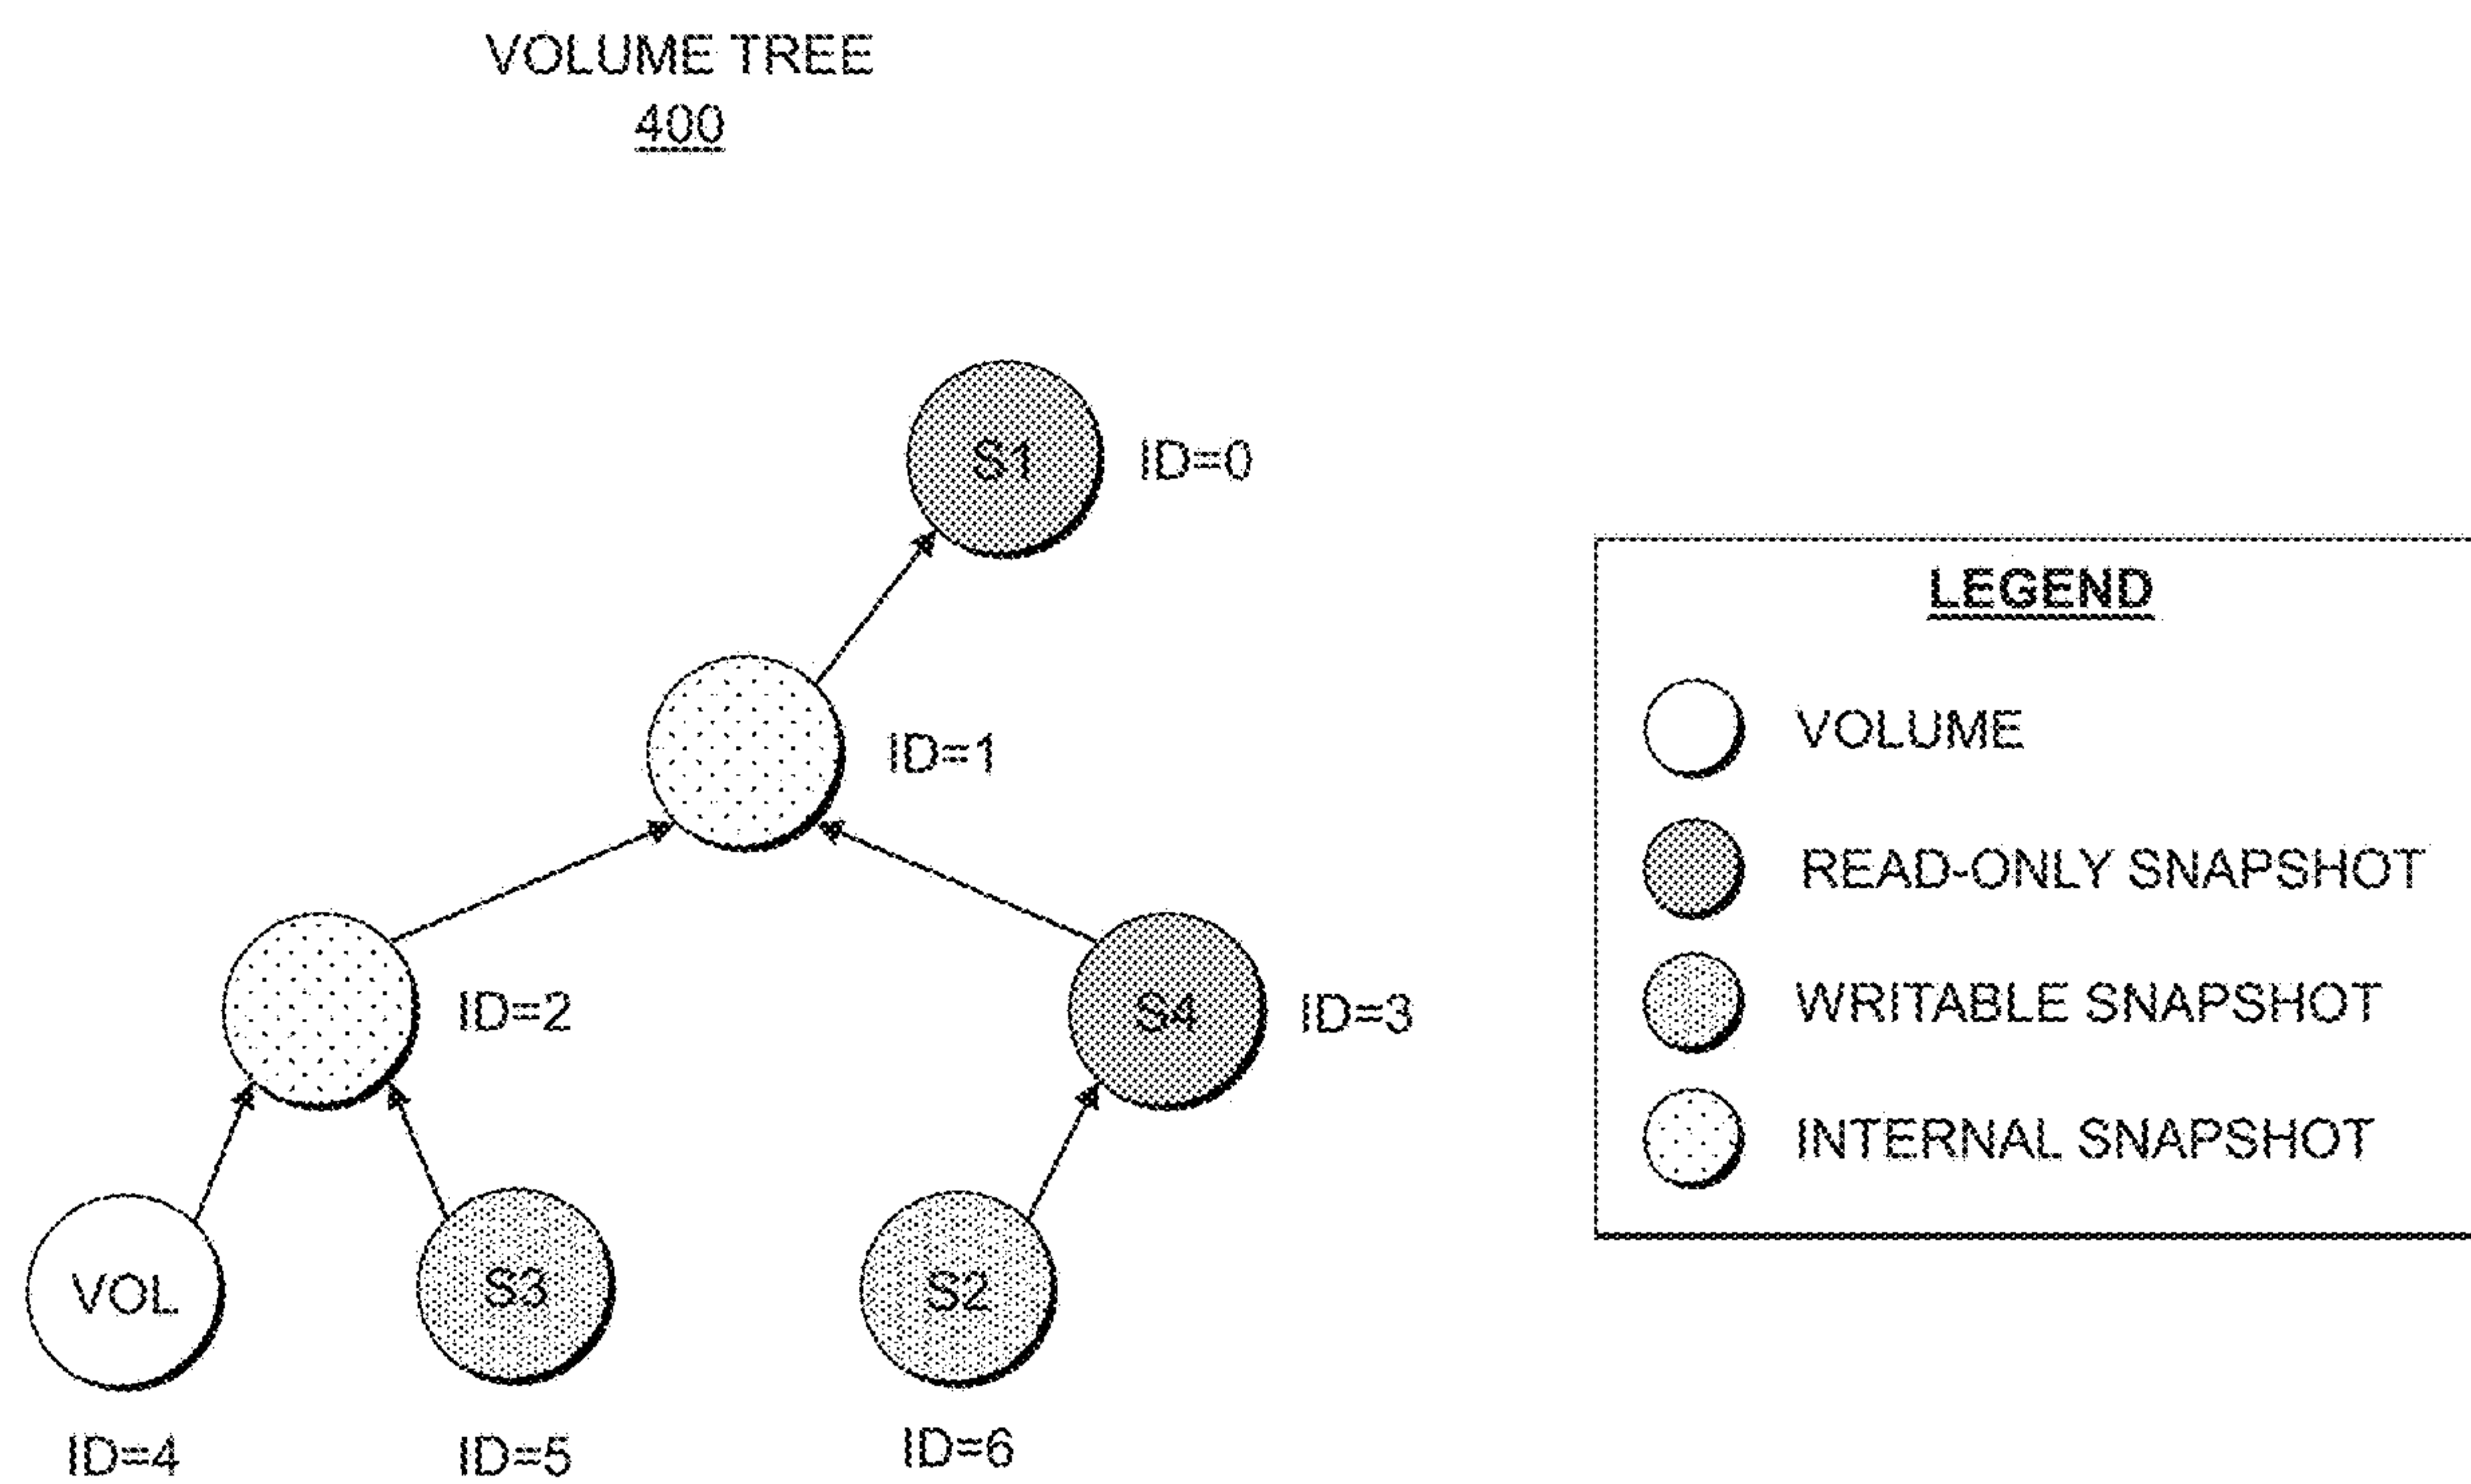 VOLUME TREE
400
S1 ID=0
ID=1
ID=2
S4 ID=3
VOL
S3
S2
ID=4
ID=5
ID=6
LEGEND
VOLUME
READ-ONLY SNAPSHOT
WRITABLE SNAPSHOT
INTERNAL SNAPSHOT